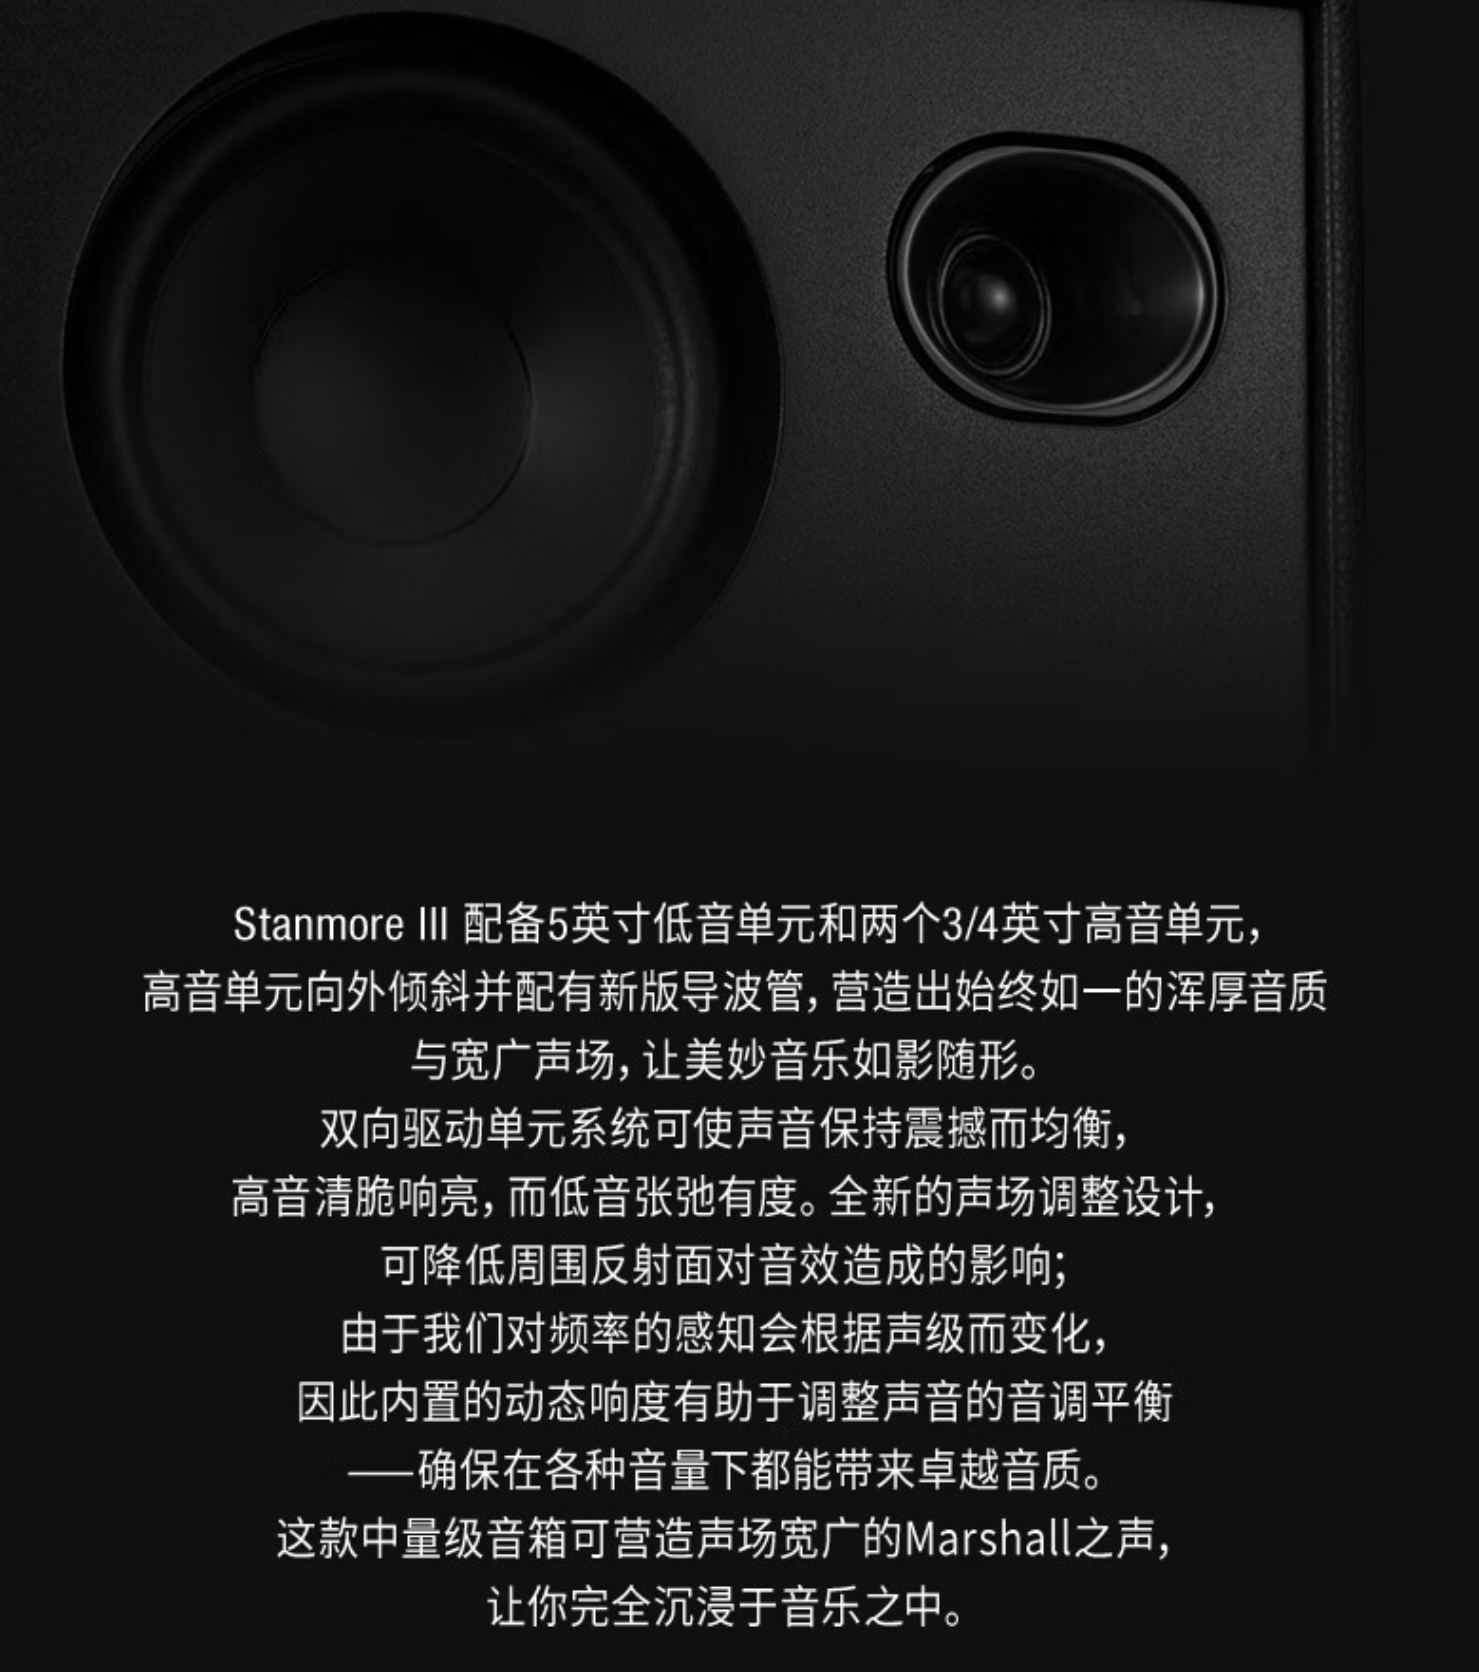 Stanmore III 配备5英寸低音单元和两个3/4英寸高音单元，
高音单元向外倾斜并配有新版导波管，营造出始终如一的浑厚音质
与宽广声场，让美妙音乐如影随形。
双向驱动单元系统可使声音保持震撼而均衡，
高音清脆响亮，而低音张弛有度。全新的声场调整设计，
可降低周围反射面对音效造成的影响；
由于我们对频率的感知会根据声级而变化，
因此内置的动态响度有助于调整声音的音调平衡
——确保在各种音量下都能带来卓越音质。
这款中量级音箱可营造声场宽广的Marshall之声，
让你完全沉浸于音乐之中。